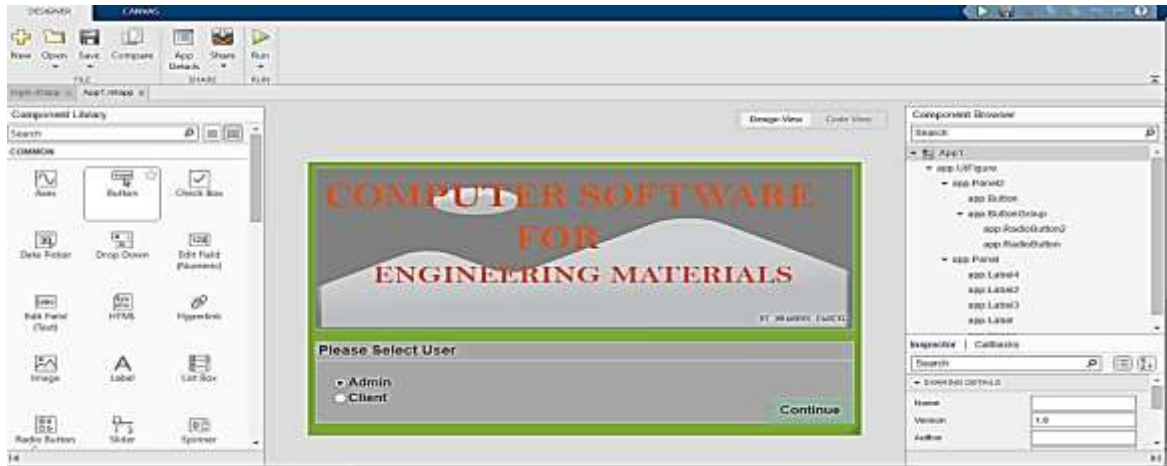 DESIGNER CANVAS
New Open Save Compare App Details Share Run
FILE SHARE RUN
App1.mlapp
Component Library
Search
COMMON
Axes Button Check Box
Date Picker Drop Down Edit Field (Numeric)
Edit Field (Text) HTML Hyperlink
Image Label List Box
Radio Button Slider Spinner
Design View Code View
COMPUTER SOFTWARE
FOR
ENGINEERING MATERIALS
Please Select User
Admin
Client
Continue
Component Browser
Search
App1
app.UIFigure
app.Panel2
app.Button
app.ButtonGroup
app.RadioButton2
app.RadioButton
app.Panel
app.Label4
app.Label2
app.Label3
app.Label
Inspector Callbacks
Search
Name
Version 1.0
Author